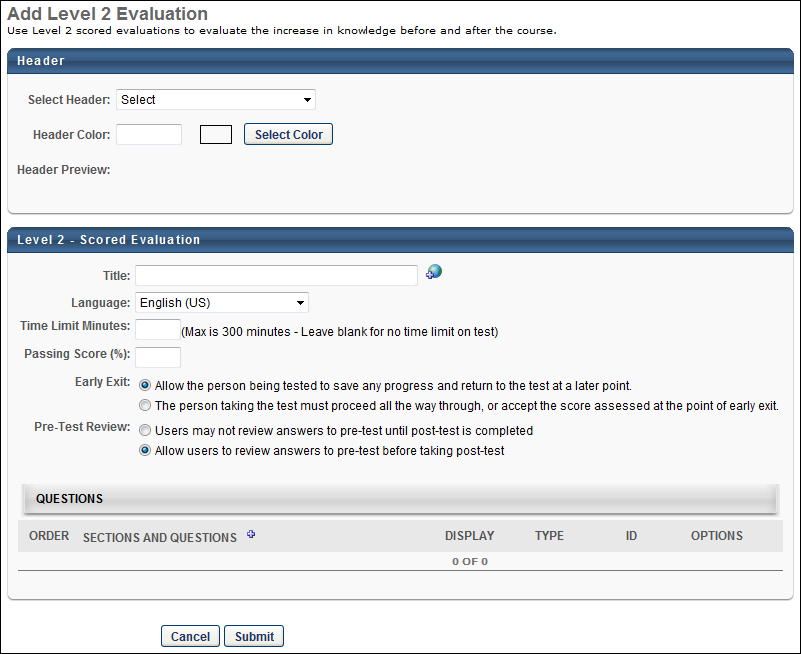 Add Level 2 Evaluation
Use Level 2 scored evaluations to evaluate the increase in knowledge before and after the course.
Header
Select Header: Select
Header Color: Select Color
Header Preview:
Level 2 - Scored Evaluation
Title:
Language: English (US)
Time Limit Minutes: (Max is 300 minutes - Leave blank for no time limit on test)
Passing Score (%):
Early Exit: Allow the person being tested to save any progress and return to the test at a later point.
The person taking the test must proceed all the way through, or accept the score assessed at the point of early exit.
Pre-Test Review: Users may not review answers to pre-test until post-test is completed
Allow users to review answers to pre-test before taking post-test
QUESTIONS
ORDER SECTIONS AND QUESTIONS DISPLAY TYPE ID OPTIONS
0 OF 0
Cancel Submit